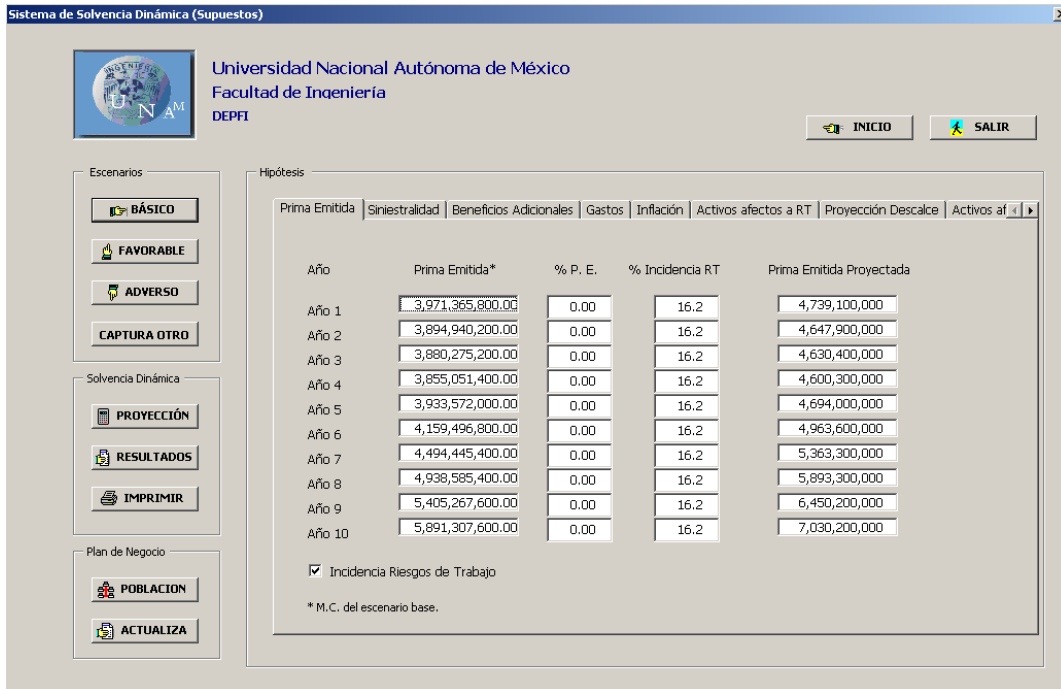 Sistema de Solvencia Dinámica (Supuestos)
INGENIERIA
U N A M
Universidad Nacional Autónoma de México
Facultad de Ingeniería
DEPFI
INICIO SALIR
Escenarios
BÁSICO
FAVORABLE
ADVERSO
CAPTURA OTRO
Solvencia Dinámica
PROYECCIÓN
RESULTADOS
IMPRIMIR
Plan de Negocio
POBLACION
ACTUALIZA
Hipótesis
Prima Emitida Siniestralidad Beneficios Adicionales Gastos Inflación Activos afectos a RT Proyección Descalce Activos af
Año Prima Emitida* % P. E. % Incidencia RT Prima Emitida Proyectada
Año 1 3,971,365,800.00 0.00 16.2 4,739,100,000
Año 2 3,894,940,200.00 0.00 16.2 4,647,900,000
Año 3 3,880,275,200.00 0.00 16.2 4,630,400,000
Año 4 3,855,051,400.00 0.00 16.2 4,600,300,000
Año 5 3,933,572,000.00 0.00 16.2 4,694,000,000
Año 6 4,159,496,800.00 0.00 16.2 4,963,600,000
Año 7 4,494,445,400.00 0.00 16.2 5,363,300,000
Año 8 4,938,585,400.00 0.00 16.2 5,893,300,000
Año 9 5,405,267,600.00 0.00 16.2 6,450,200,000
Año 10 5,891,307,600.00 0.00 16.2 7,030,200,000
Incidencia Riesgos de Trabajo
* M.C. del escenario base.